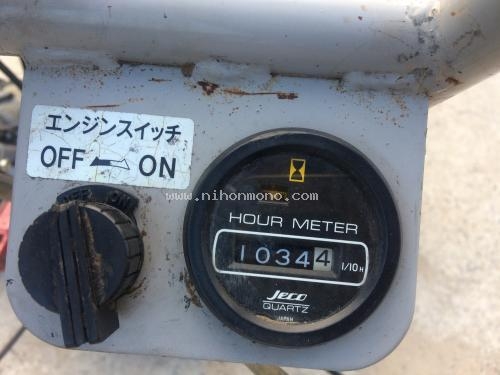 エンジンスイッチ
OFF ON
www.nihonmono.com
HOUR METER
10344 1/10H
Jeco
QUARTZ
JAPAN